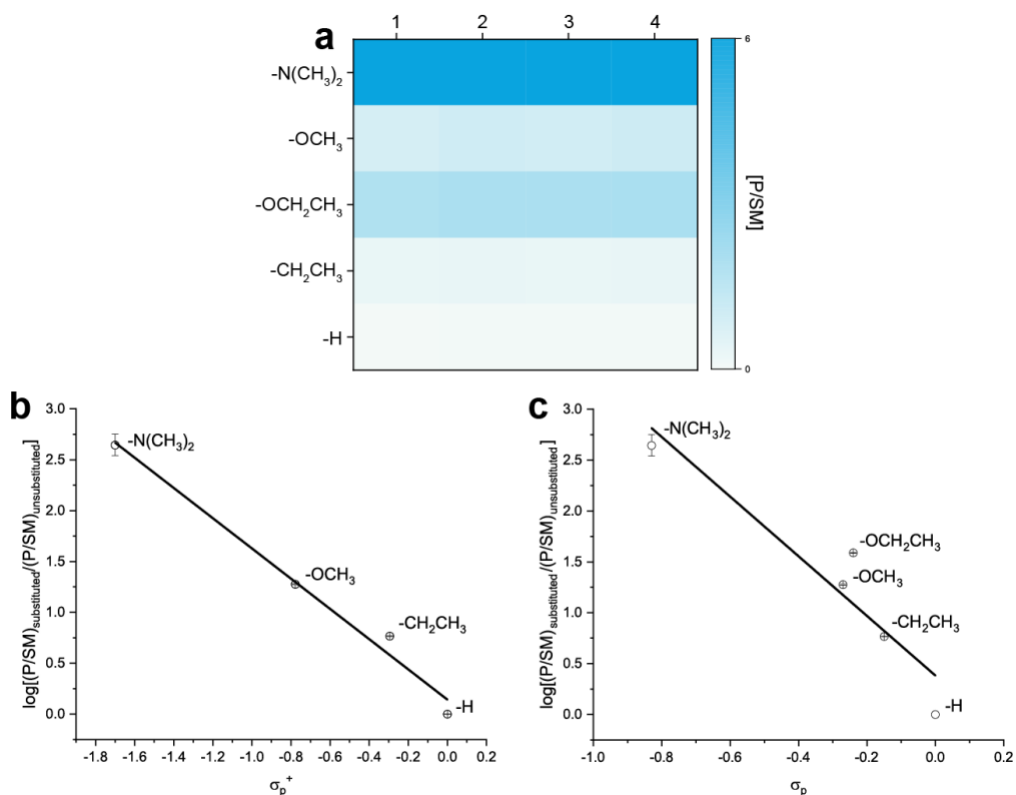 a
1 2 3 4
-N(CH₃)₂
-OCH₃
-OCH₂CH₃
-CH₂CH₃
-H
6
[P/SM]
0
b
log[(P/SM)substituted/(P/SM)unsubstituted]
3.0
2.5
2.0
1.5
1.0
0.5
0.0
-N(CH₃)₂
-OCH₃
-CH₂CH₃
-H
-1.8 -1.6 -1.4 -1.2 -1.0 -0.8 -0.6 -0.4 -0.2 0.0 0.2
σp⁺
c
log[(P/SM)substituted/(P/SM)unsubstituted]
3.0
2.5
2.0
1.5
1.0
0.5
0.0
-N(CH₃)₂
-OCH₂CH₃
-OCH₃
-CH₂CH₃
-H
-1.0 -0.8 -0.6 -0.4 -0.2 0.0 0.2
σp